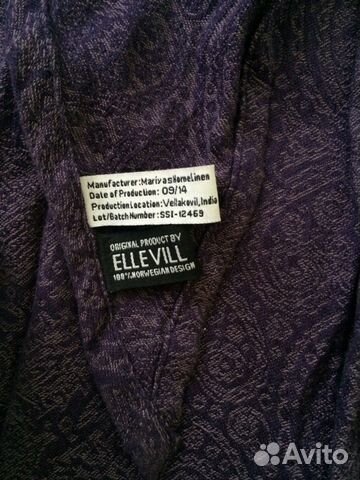 Manufacturer: Mariyas HomeLinen
Date of Production: 09/14
Production Location: Vellakovil, India
Lot/Batch Number: SSI-12469
ORIGINAL PRODUCT BY
ELLEVILL
100% NORWEGIAN DESIGN
Avito